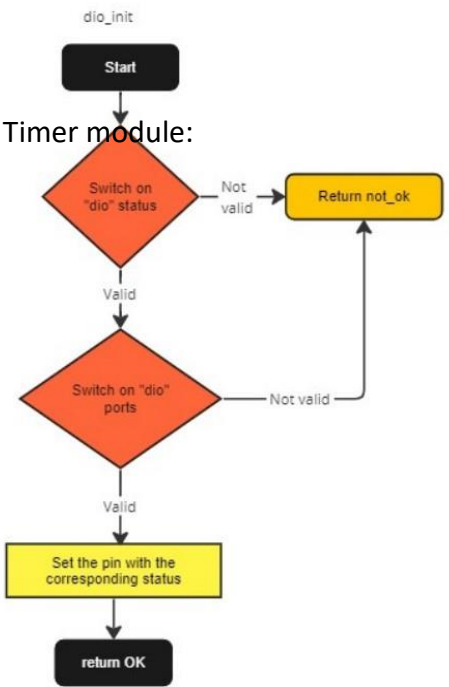 dio_init
Start
Timer module:
Switch on
"dio" status
Not
valid
Return not_ok
Valid
Switch on "dio"
ports
Not valid
Valid
Set the pin with the
corresponding status
return OK